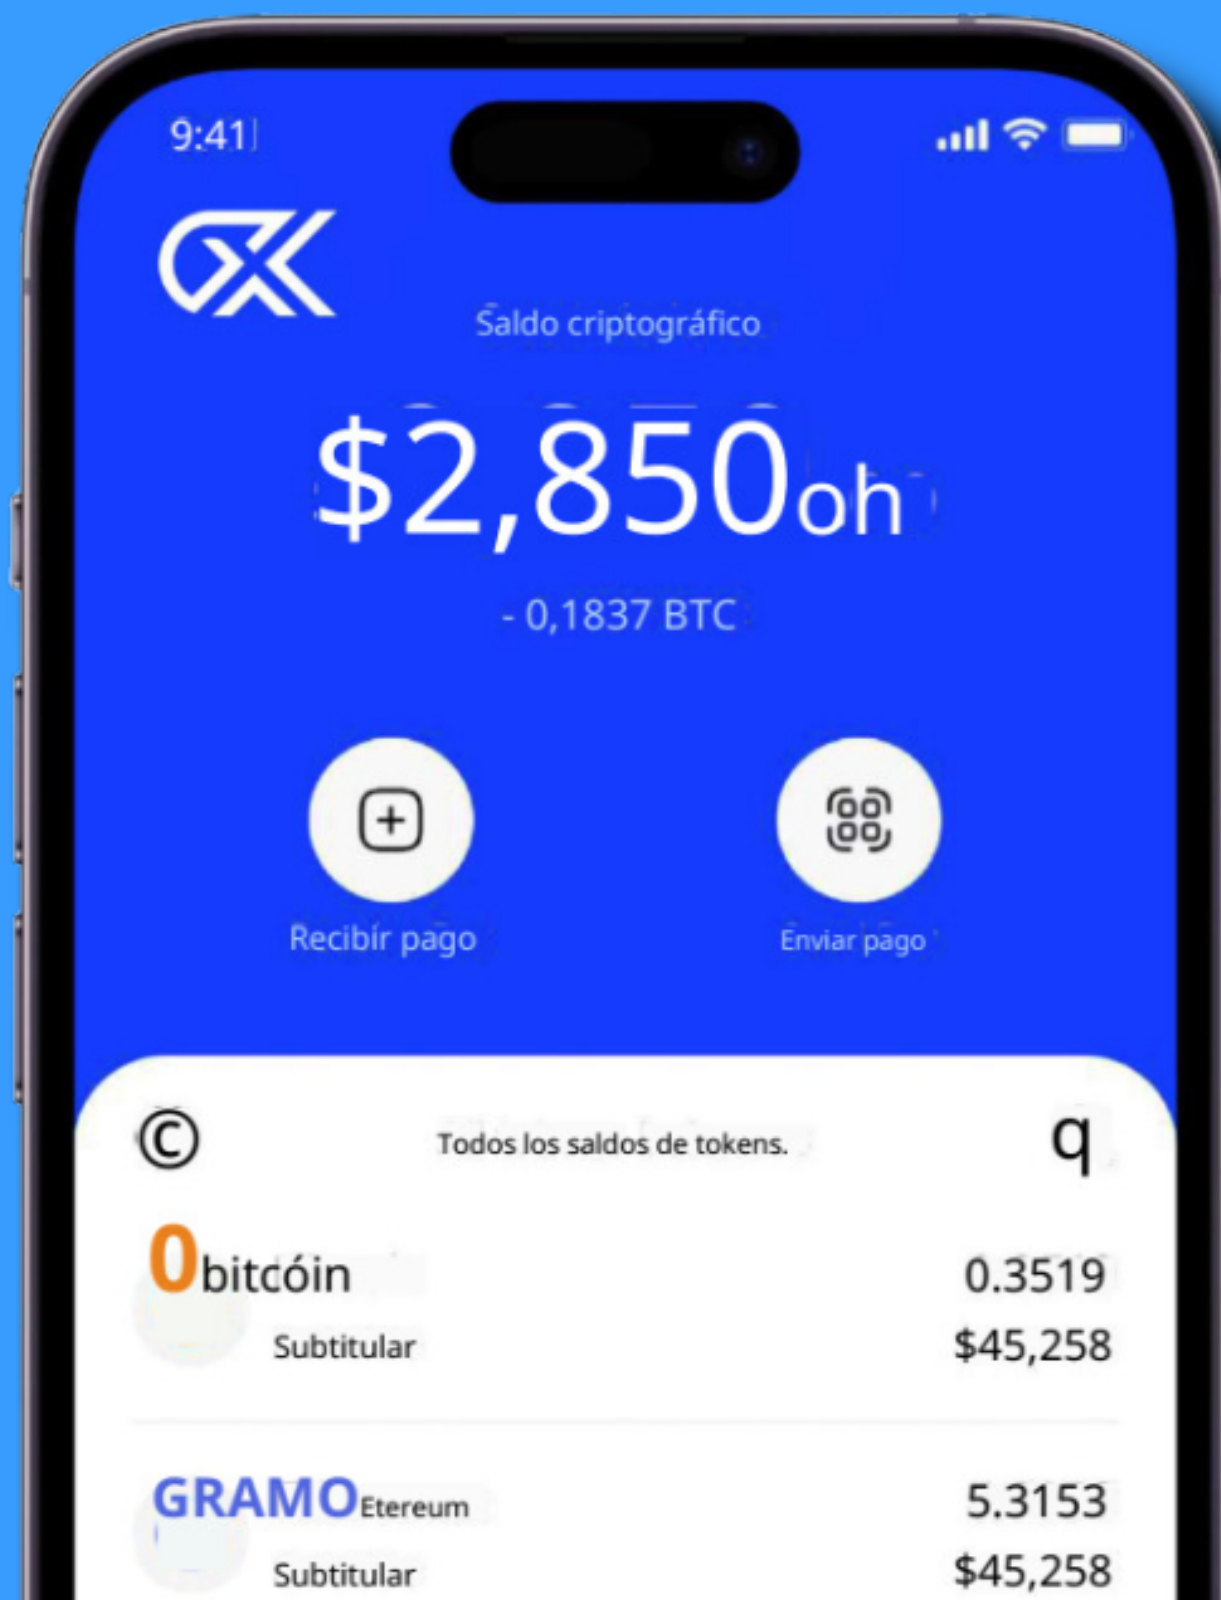 9:41
Saldo criptográfico
$2,850oh
- 0,1837 BTC
Recibir pago
Enviar pago
© Todos los saldos de tokens. q
0bitcóin 0.3519
Subtitular $45,258
GRAMOEtereum 5.3153
Subtitular $45,258